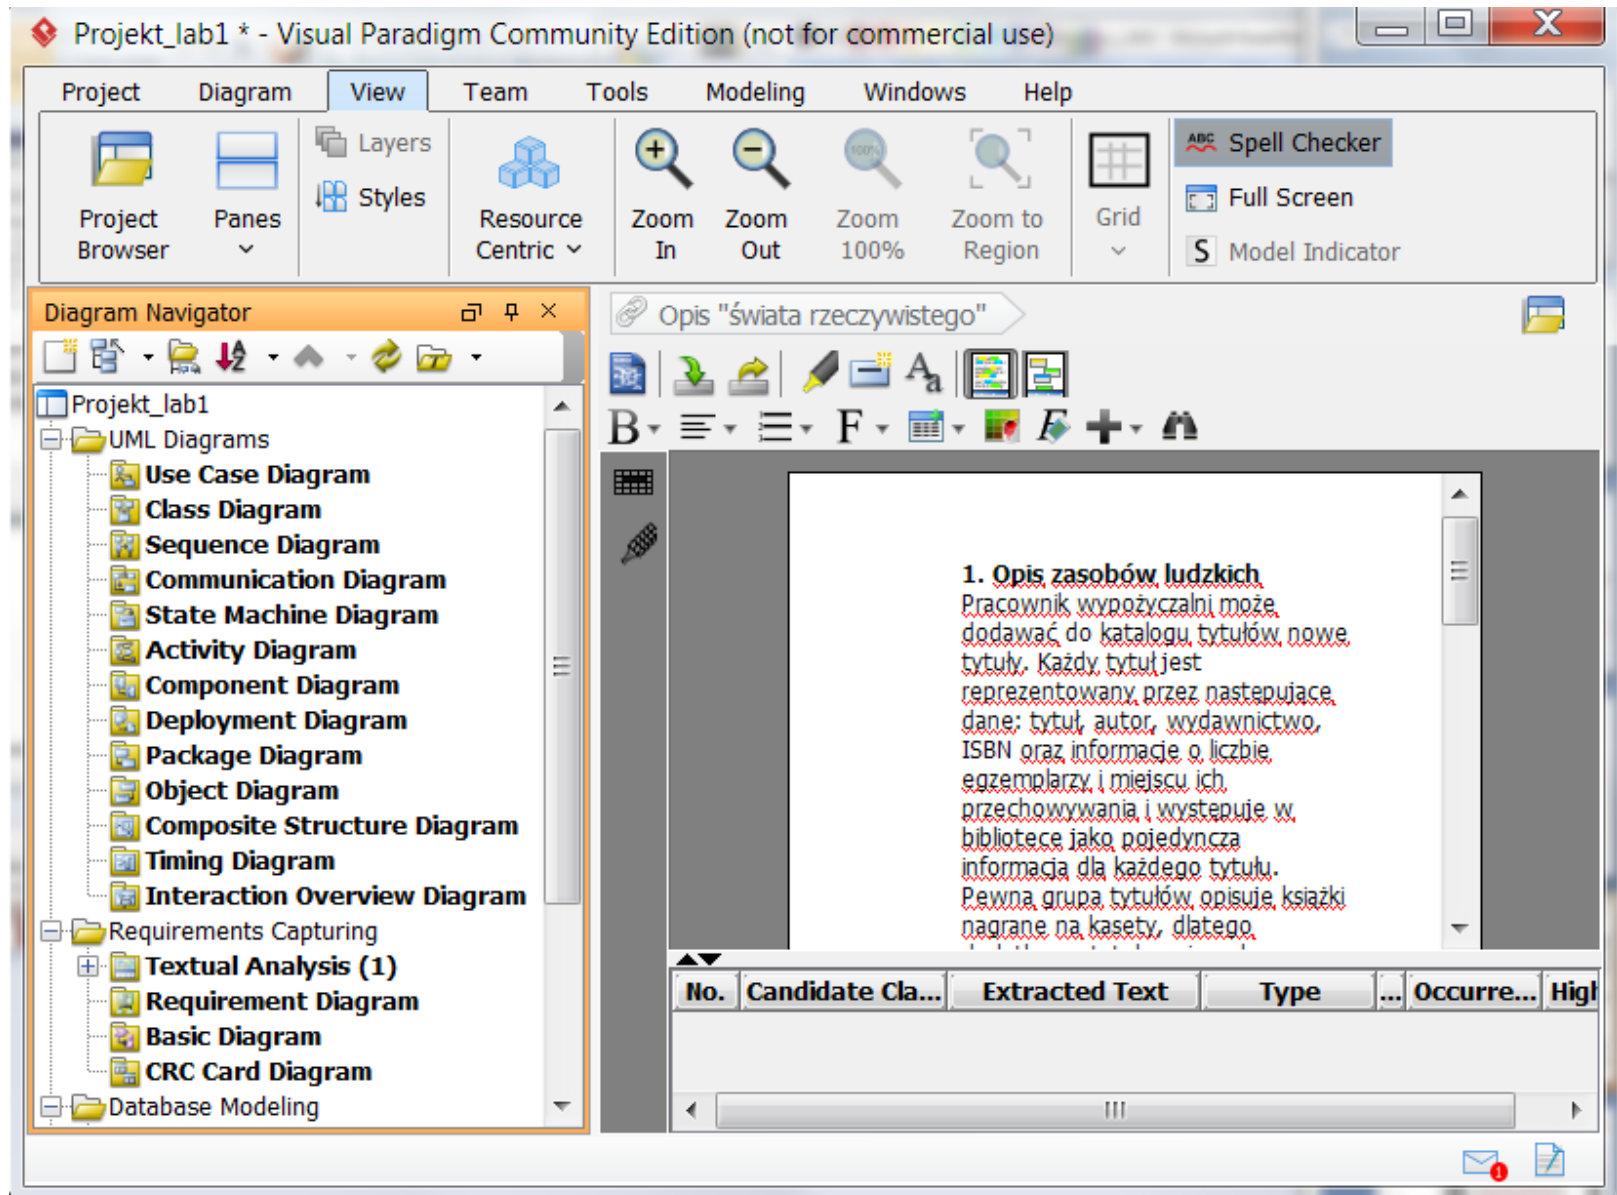 Projekt_lab1 * - Visual Paradigm Community Edition (not for commercial use)
Project Diagram View Team Tools Modeling Windows Help
Project Browser
Panes
Layers
Styles
Resource Centric
Zoom In
Zoom Out
100%
Zoom 100%
Zoom to Region
Grid
ABC Spell Checker
Full Screen
S Model Indicator
Diagram Navigator
Projekt_lab1
UML Diagrams
Use Case Diagram
Class Diagram
Sequence Diagram
Communication Diagram
State Machine Diagram
Activity Diagram
Component Diagram
Deployment Diagram
Package Diagram
Object Diagram
Composite Structure Diagram
Timing Diagram
Interaction Overview Diagram
Requirements Capturing
Textual Analysis (1)
Requirement Diagram
Basic Diagram
CRC Card Diagram
Database Modeling
Opis "świata rzeczywistego"
1. Opis zasobów ludzkich
Pracownik wypożyczalni może
dodawać do katalogu tytułów nowe
tytuły. Każdy tytuł jest
reprezentowany przez następujące
dane: tytuł, autor, wydawnictwo,
ISBN oraz informacje o liczbie
egzemplarzy i miejscu ich
przechowywania i występuje w
bibliotece jako pojedyncza
informacja dla każdego tytułu.
Pewna grupa tytułów opisuje książki
nagrane na kasety, dlatego
No. Candidate Cla... Extracted Text Type ... Occurre... High
1